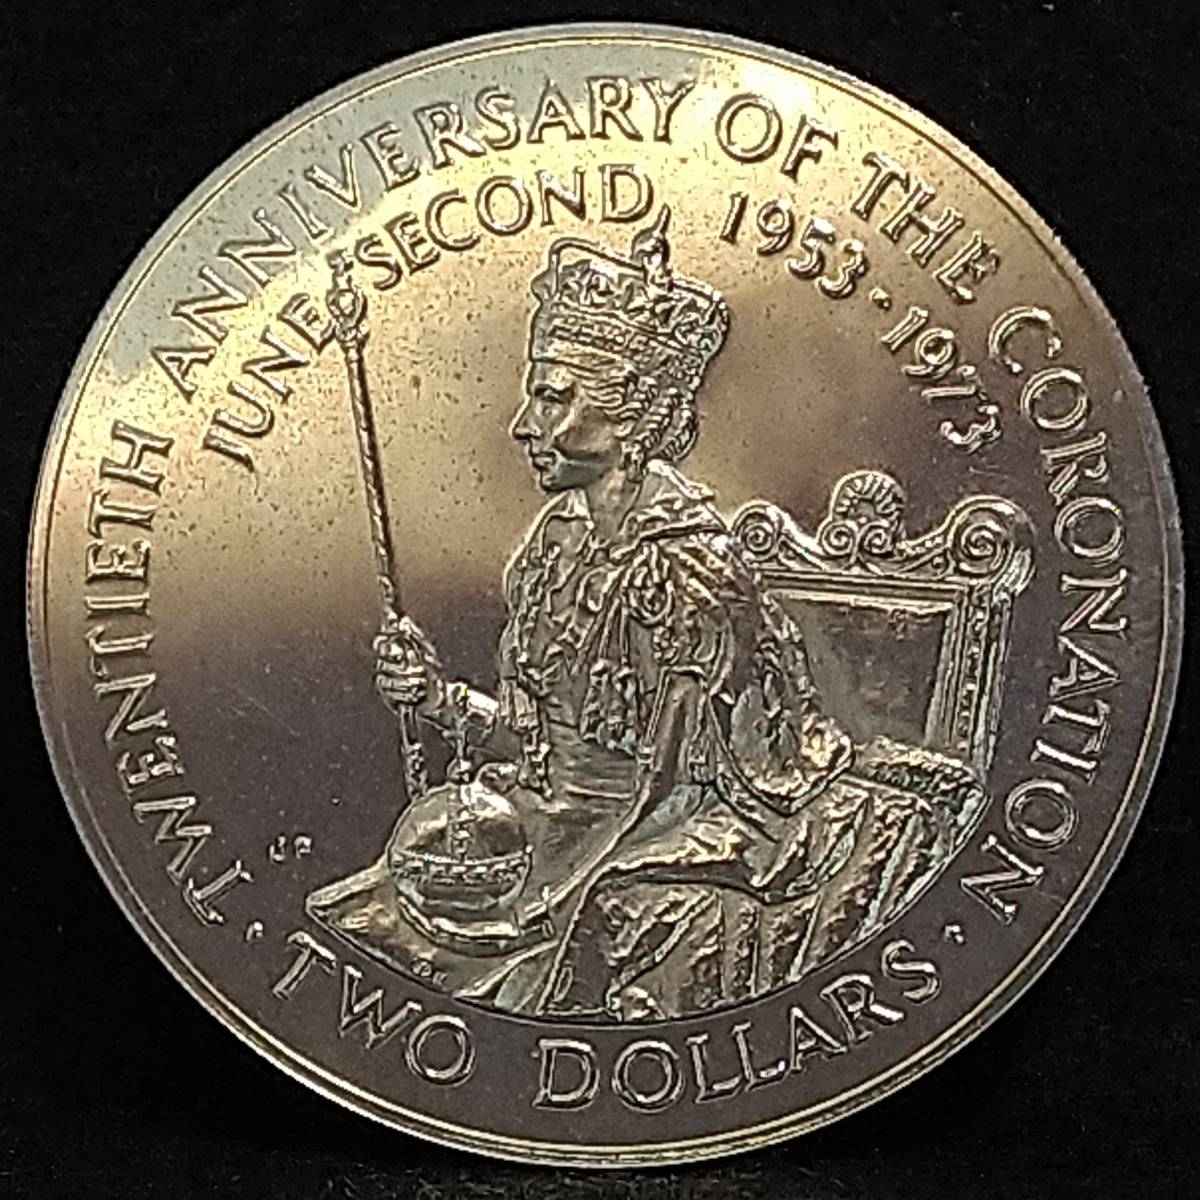 TWENTIETH ANNIVERSARY OF THE CORONATION
JUNE SECOND 1953 · 1973
· TWO DOLLARS ·